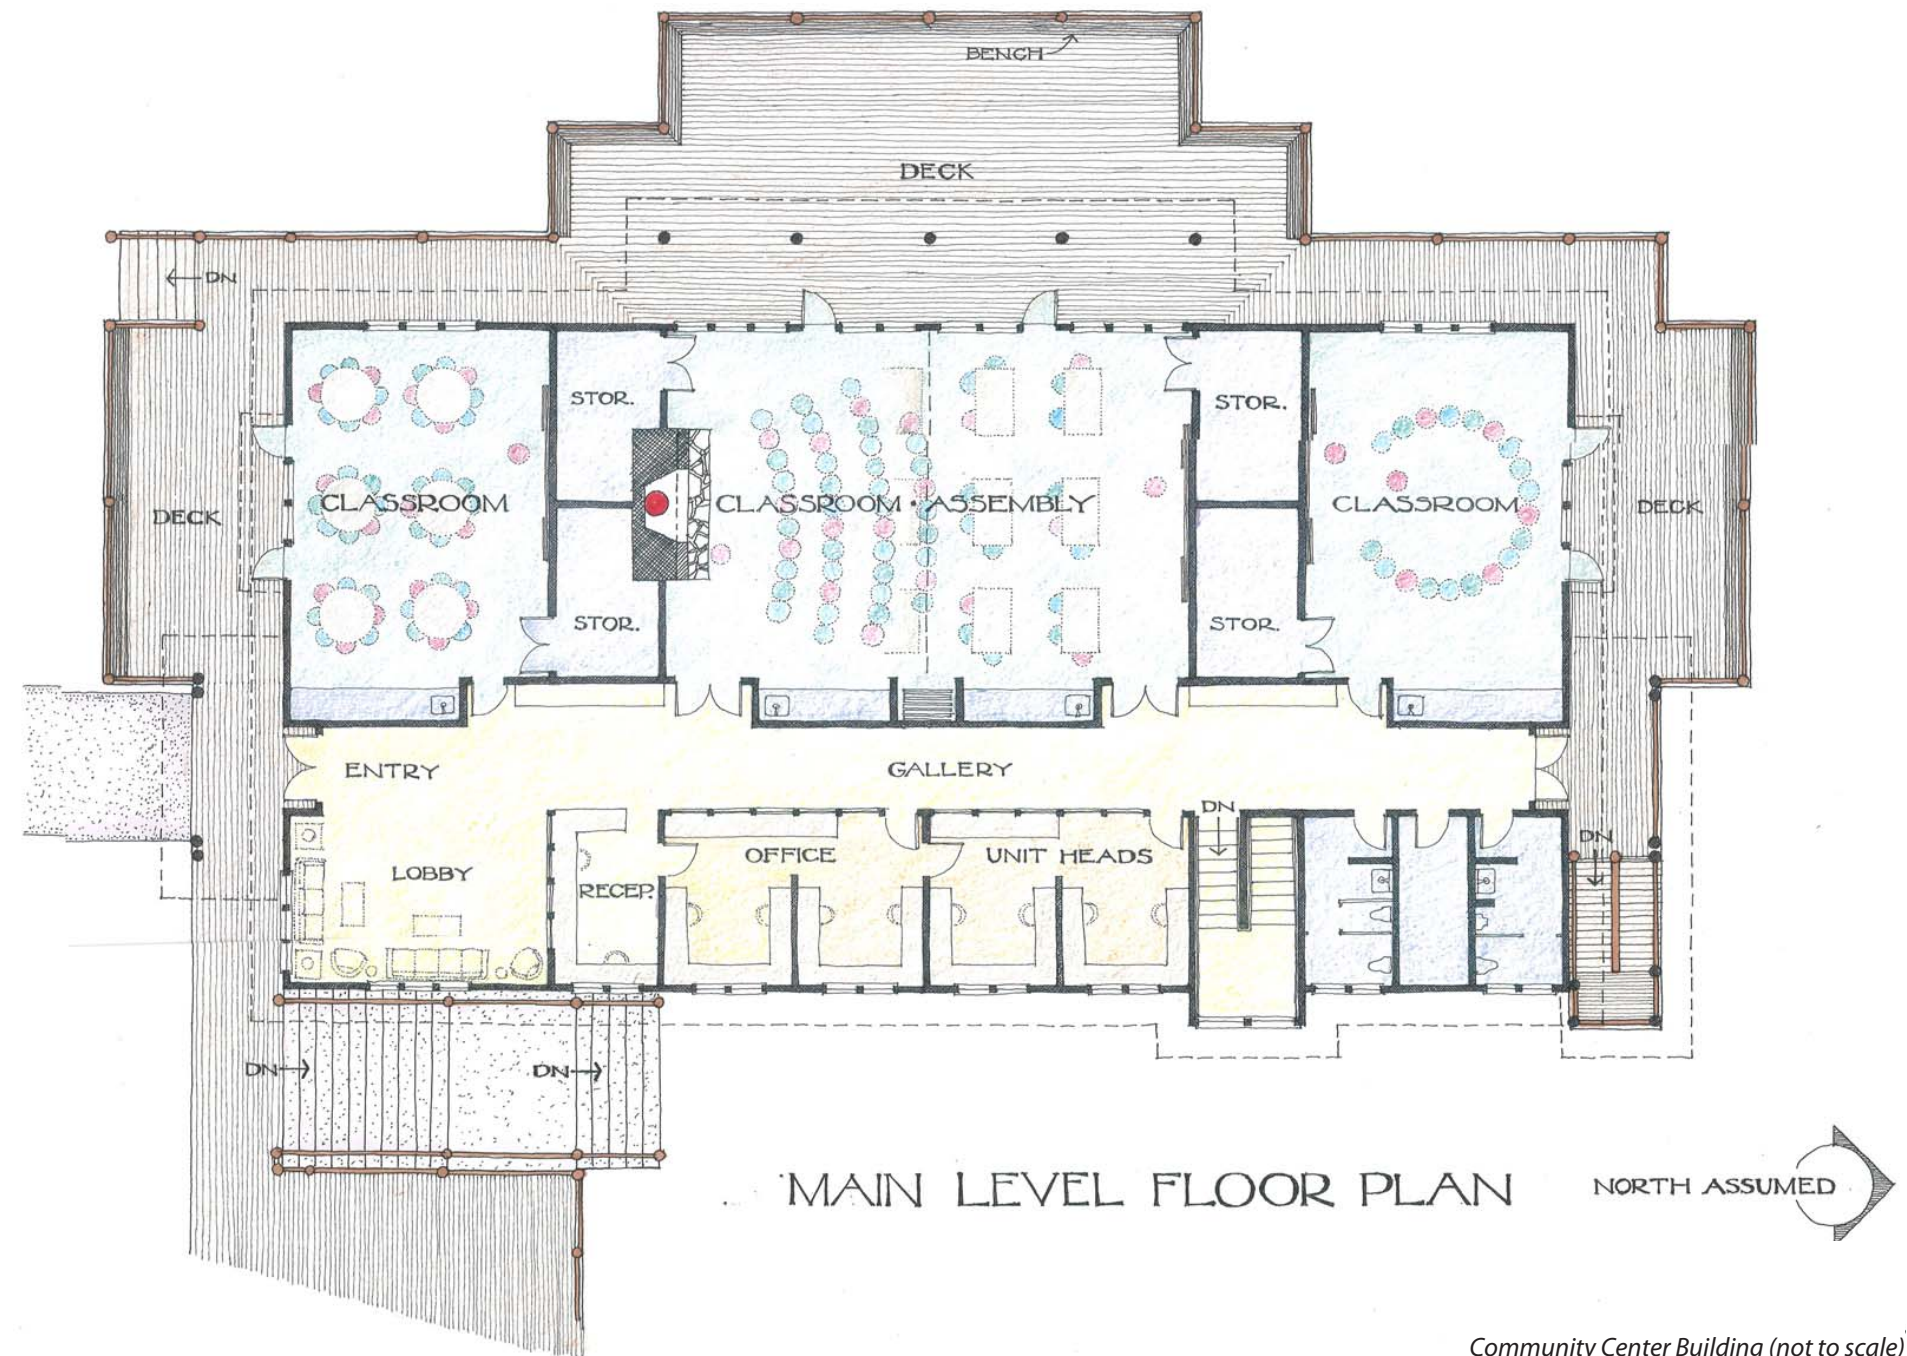 BENCH
DECK
DN
STOR.
STOR.
CLASSROOM
CLASSROOM · ASSEMBLY
CLASSROOM
DECK
DECK
STOR.
STOR.
ENTRY
GALLERY
DN
DN
LOBBY
RECEP.
OFFICE
UNIT HEADS
DN
DN
MAIN LEVEL FLOOR PLAN
NORTH ASSUMED
Community Center Building (not to scale)